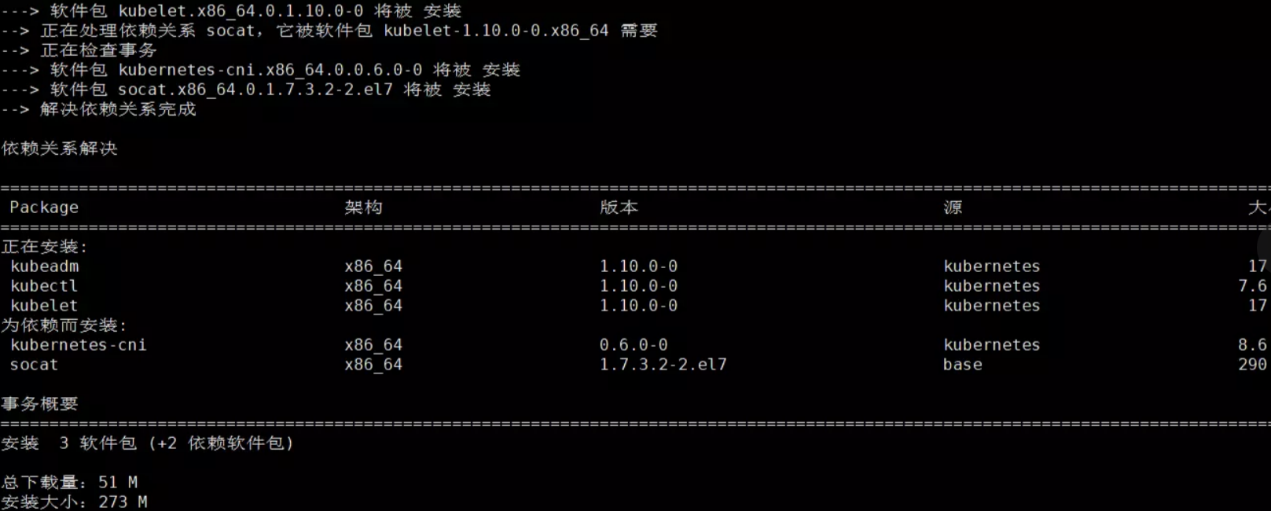 ---> 软件包 kubelet.x86_64.0.1.10.0-0 将被 安装
--> 正在处理依赖关系 socat，它被软件包 kubelet-1.10.0-0.x86_64 需要
--> 正在检查事务
---> 软件包 kubernetes-cni.x86_64.0.0.6.0-0 将被 安装
---> 软件包 socat.x86_64.0.1.7.3.2-2.el7 将被 安装
--> 解决依赖关系完成
依赖关系解决
================================================================================
Package 架构 版本 源 大小
================================================================================
正在安装:
kubeadm x86_64 1.10.0-0 kubernetes 17
kubectl x86_64 1.10.0-0 kubernetes 7.6
kubelet x86_64 1.10.0-0 kubernetes 17
为依赖而安装:
kubernetes-cni x86_64 0.6.0-0 kubernetes 8.6
socat x86_64 1.7.3.2-2.el7 base 290
事务概要
================================================================================
安装 3 软件包 (+2 依赖软件包)
总下载量：51 M
安装大小：273 M